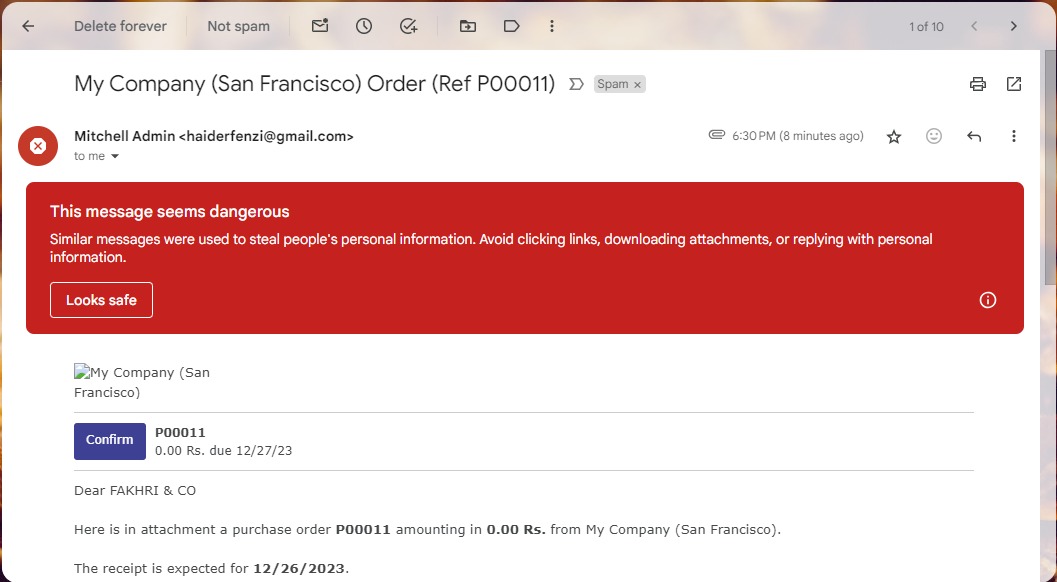 Delete forever
Not spam
1 of 10
My Company (San Francisco) Order (Ref P00011)
Spam ×
Mitchell Admin <haiderfenzi@gmail.com>
6:30 PM (8 minutes ago)
to me
This message seems dangerous
Similar messages were used to steal people's personal information. Avoid clicking links, downloading attachments, or replying with personal
information.
Looks safe
My Company (San
Francisco)
Confirm
P00011
0.00 Rs. due 12/27/23
Dear FAKHRI & CO
Here is in attachment a purchase order P00011 amounting in 0.00 Rs. from My Company (San Francisco).
The receipt is expected for 12/26/2023.